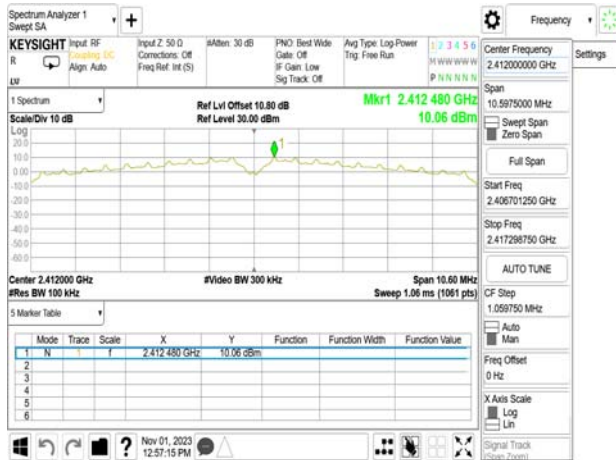 Spectrum Analyzer 1
Swept SA
Frequency
KEYSIGHT
R
Input: RF
Coupling: DC
Align: Auto
Input Z: 50 Ω
Corrections: Off
Freq Ref: Int (S)
#Atten: 30 dB
PNO: Best Wide
Gate: Off
IF Gain: Low
Sig Track: Off
Avg Type: Log-Power
Trig: Free Run
1 2 3 4 5 6
M W W W W W
P N N N N N
Center Frequency
2.412000000 GHz
Settings
Span
10.5975000 MHz
Swept Span
Zero Span
Full Span
Start Freq
2.406701250 GHz
Stop Freq
2.417298750 GHz
AUTO TUNE
CF Step
1.059750 MHz
Auto
Man
Freq Offset
0 Hz
X Axis Scale
Log
Lin
Signal Track
(Span Zoom)
1 Spectrum
Scale/Div 10 dB
Ref Lvl Offset 10.80 dB
Ref Level 30.00 dBm
Mkr1 2.412 480 GHz
10.06 dBm
Log
20.0
10.0
0.00
-10.0
-20.0
-30.0
-40.0
-50.0
-60.0
1
Center 2.412000 GHz
#Res BW 100 kHz
#Video BW 300 kHz
Span 10.60 MHz
Sweep 1.06 ms (1061 pts)
5 Marker Table
Mode Trace Scale X Y Function Function Width Function Value
1 N 1 f 2.412 480 GHz 10.06 dBm
2
3
4
5
6
?
Nov 01, 2023
12:57:15 PM